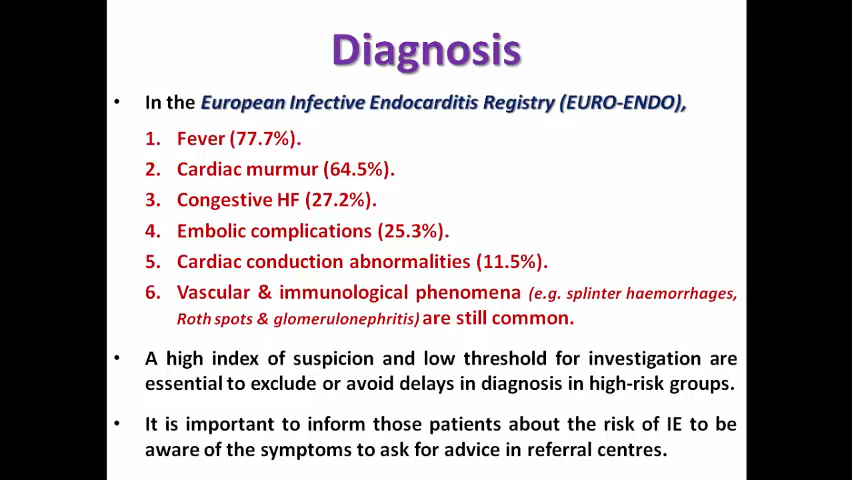 Diagnosis
• In the European Infective Endocarditis Registry (EURO-ENDO),
1. Fever (77.7%).
2. Cardiac murmur (64.5%).
3. Congestive HF (27.2%).
4. Embolic complications (25.3%).
5. Cardiac conduction abnormalities (11.5%).
6. Vascular & immunological phenomena (e.g. splinter haemorrhages,
Roth spots & glomerulonephritis) are still common.
• A high index of suspicion and low threshold for investigation are
essential to exclude or avoid delays in diagnosis in high-risk groups.
• It is important to inform those patients about the risk of IE to be
aware of the symptoms to ask for advice in referral centres.